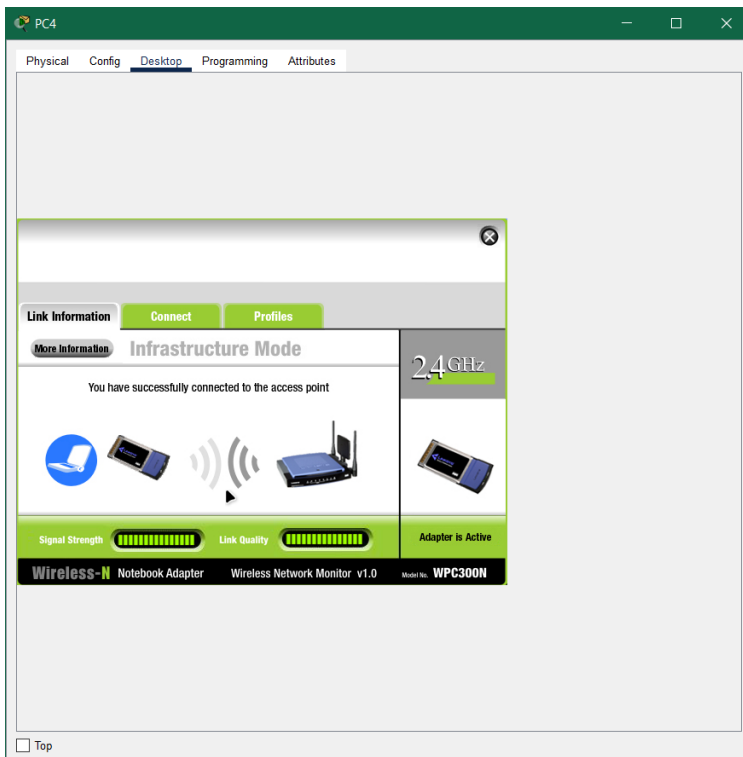 PC4
Physical Config Desktop Programming Attributes
Link Information Connect Profiles
More Information Infrastructure Mode
2.4GHz
You have successfully connected to the access point
Signal Strength Link Quality Adapter is Active
Wireless-N Notebook Adapter Wireless Network Monitor v1.0 Model No. WPC300N
Top